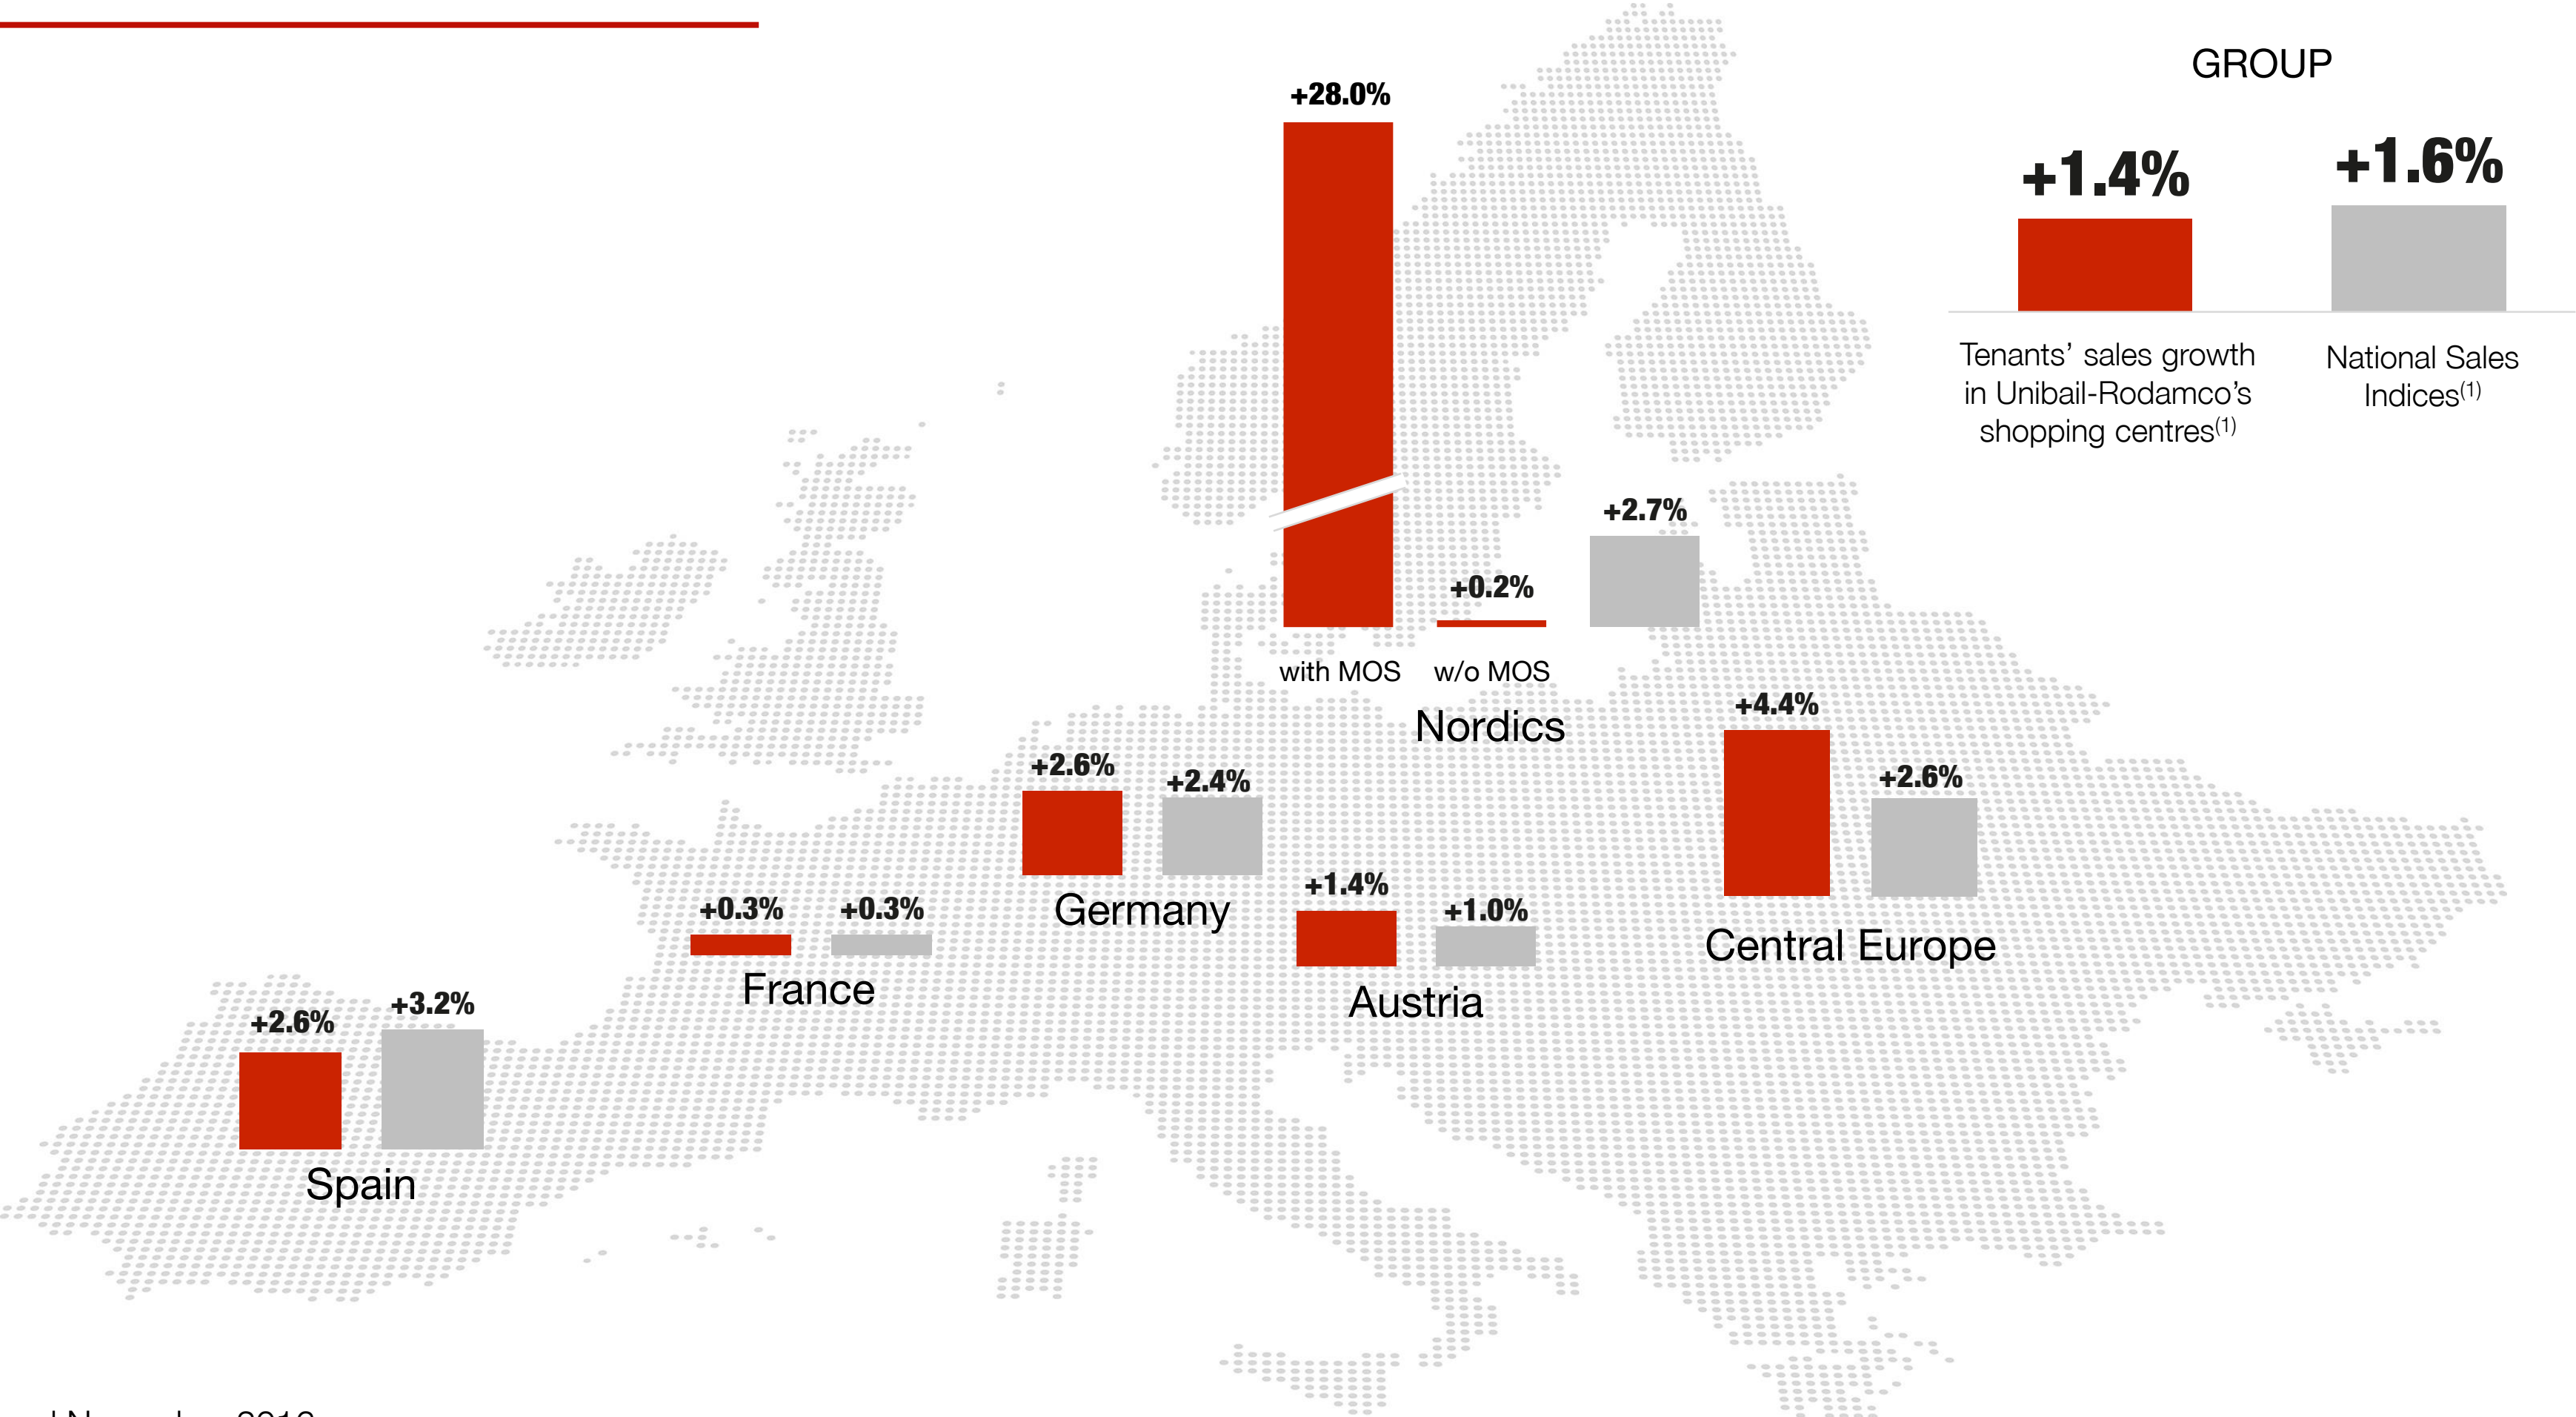 GROUP
+1.4%
+1.6%
Tenants’ sales growth
in Unibail-Rodamco’s
shopping centres(1)
National Sales
Indices(1)
+28.0%
+0.2%
+2.7%
with MOS
w/o MOS
Nordics
+4.4%
+2.6%
Central Europe
+2.6%
+2.4%
Germany
+1.4%
+1.0%
Austria
+0.3%
+0.3%
France
+2.6%
+3.2%
Spain